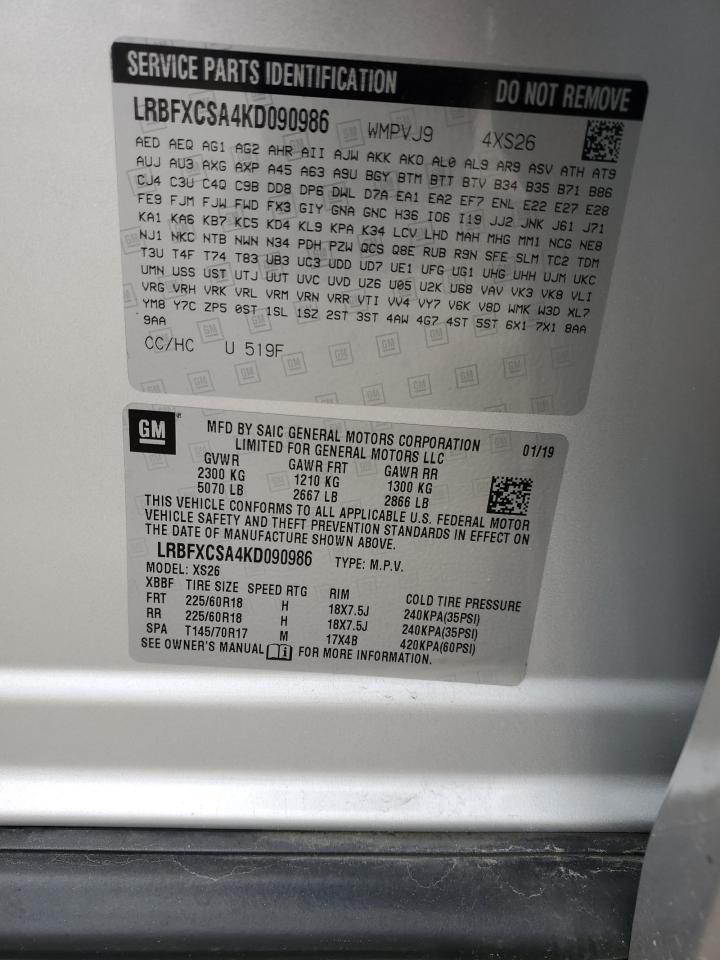 SERVICE PARTS IDENTIFICATION DO NOT REMOVE
LRBFXCSA4KD090986 WMPVJ9 4XS26
AED AEQ AG1 AG2 AHR AII AJW AKK AKO AL0 AL9 AR9 ASV ATH AT9
AUJ AU3 AXG AXP A45 A63 A9U BGY BTM BTT BTV B34 B35 B71 B86
CJ4 C3U C4Q C9B DD8 DP6 DWL D7A EA1 EA2 EF7 ENL E22 E27 E28
FE9 FJM FJW FWD FX3 GIY GNA GNC H36 IO6 I19 JJ2 JNK J61 J71
KA1 KA6 KB7 KC5 KD4 KL9 KPA K34 LCV LHD MAH MHG MM1 NCG NE8
NJ1 NKC NTB NWN N34 PDH PZW QCS Q8E RUB R9N SFE SLM TC2 TDM
T3U T4F T74 T83 UB3 UC3 UDD UD7 UE1 UFG UG1 UHG UHH UJM UKC
UMN USS UST UTJ UUT UVC UVD UZ6 U05 U2K U68 VAV VK3 VK8 VLI
VRG VRH VRK VRL VRM VRN VRR VTI VV4 VY7 V6K V8D WMK W3D XL7
YM8 Y7C ZP5 0ST 1SL 1SZ 2ST 3ST 4AW 4G7 4ST 5ST 6X1 7X1 8AA
9AA
CC/HC U 519F
GM MFD BY SAIC GENERAL MOTORS CORPORATION 01/19
LIMITED FOR GENERAL MOTORS LLC
GVWR GAWR FRT GAWR RR
2300 KG 1210 KG 1300 KG
5070 LB 2667 LB 2866 LB
THIS VEHICLE CONFORMS TO ALL APPLICABLE U.S. FEDERAL MOTOR
VEHICLE SAFETY AND THEFT PREVENTION STANDARDS IN EFFECT ON
THE DATE OF MANUFACTURE SHOWN ABOVE.
LRBFXCSA4KD090986 TYPE: M.P.V.
MODEL: XS26
XBBF TIRE SIZE SPEED RTG RIM COLD TIRE PRESSURE
FRT 225/60R18 H 18X7.5J 240KPA(35PSI)
RR 225/60R18 H 18X7.5J 240KPA(35PSI)
SPA T145/70R17 M 17X4B 420KPA(60PSI)
SEE OWNER'S MANUAL FOR MORE INFORMATION.